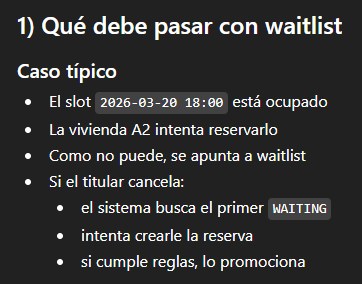 1) Qué debe pasar con waitlist
Caso típico
• El slot 2026-03-20 18:00 está ocupado
• La vivienda A2 intenta reservarlo
• Como no puede, se apunta a waitlist
• Si el titular cancela:
• el sistema busca el primer WAITING
• intenta crearle la reserva
• si cumple reglas, lo promociona